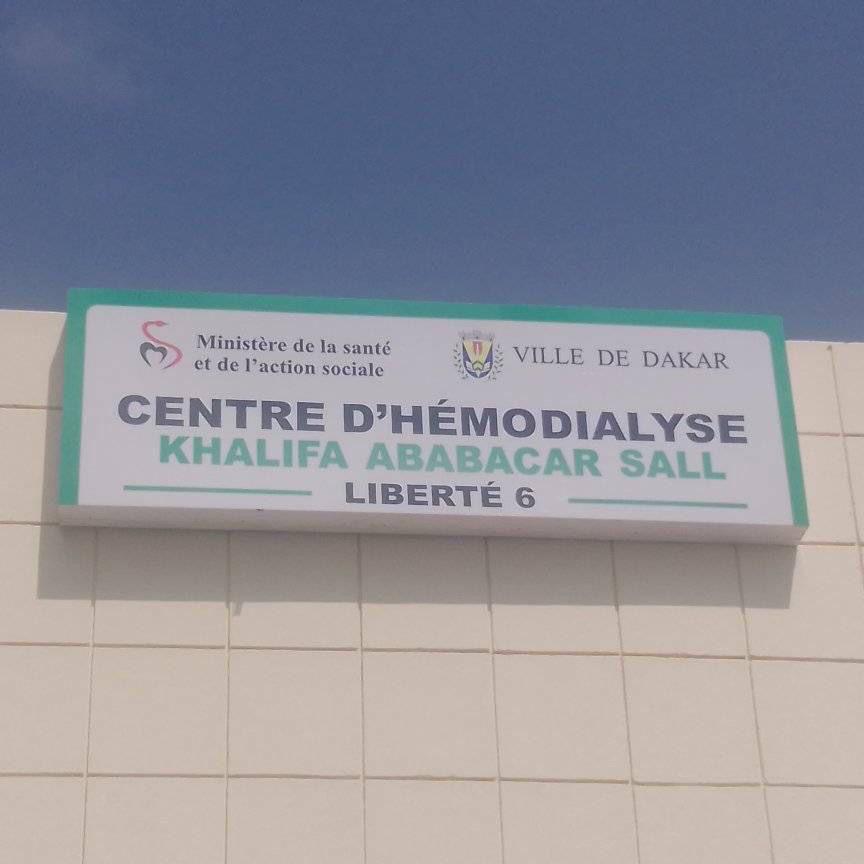 Ministère de la santé
et de l'action sociale
VILLE DE DAKAR
CENTRE D'HÉMODIALYSE
KHALIFA ABABACAR SALL
LIBERTÉ 6